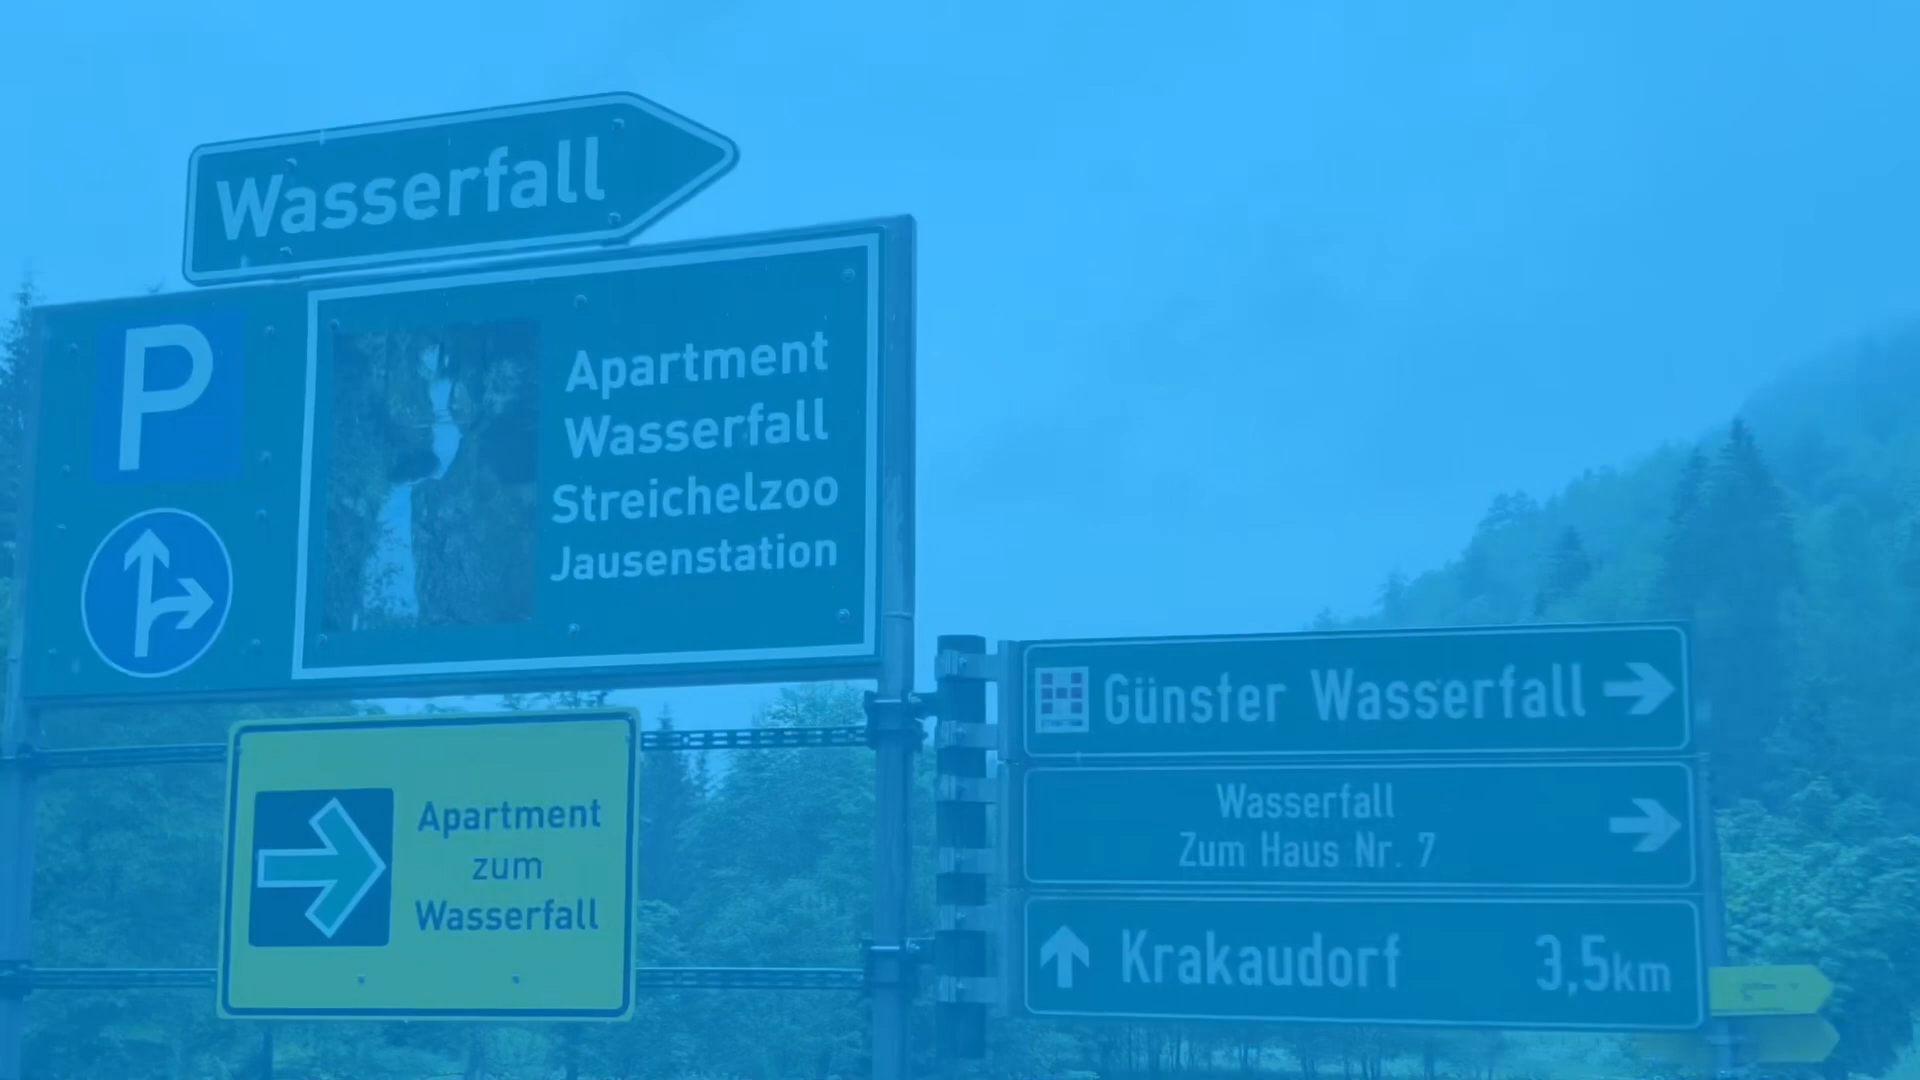 Wasserfall
P
Apartment
Wasserfall
Streichelzoo
Jausenstation
Apartment
zum
Wasserfall
Günster Wasserfall
Wasserfall
Zum Haus Nr. 7
Krakaudorf 3,5km